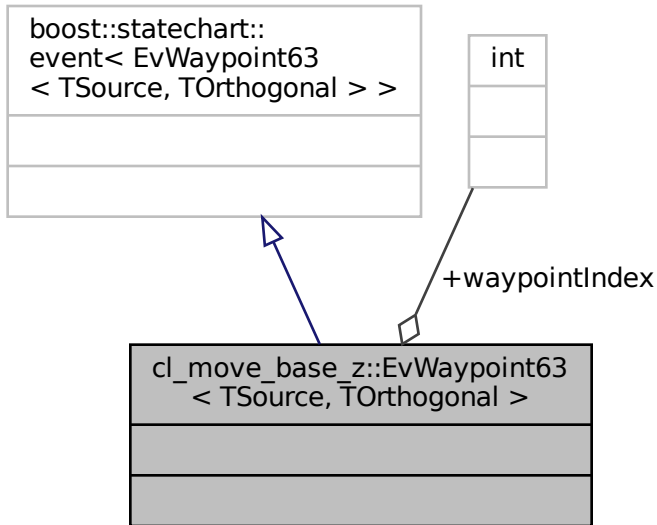 boost::statechart::
event< EvWaypoint63
< TSource, TOrthogonal > >
int
+waypointIndex
cl_move_base_z::EvWaypoint63
< TSource, TOrthogonal >